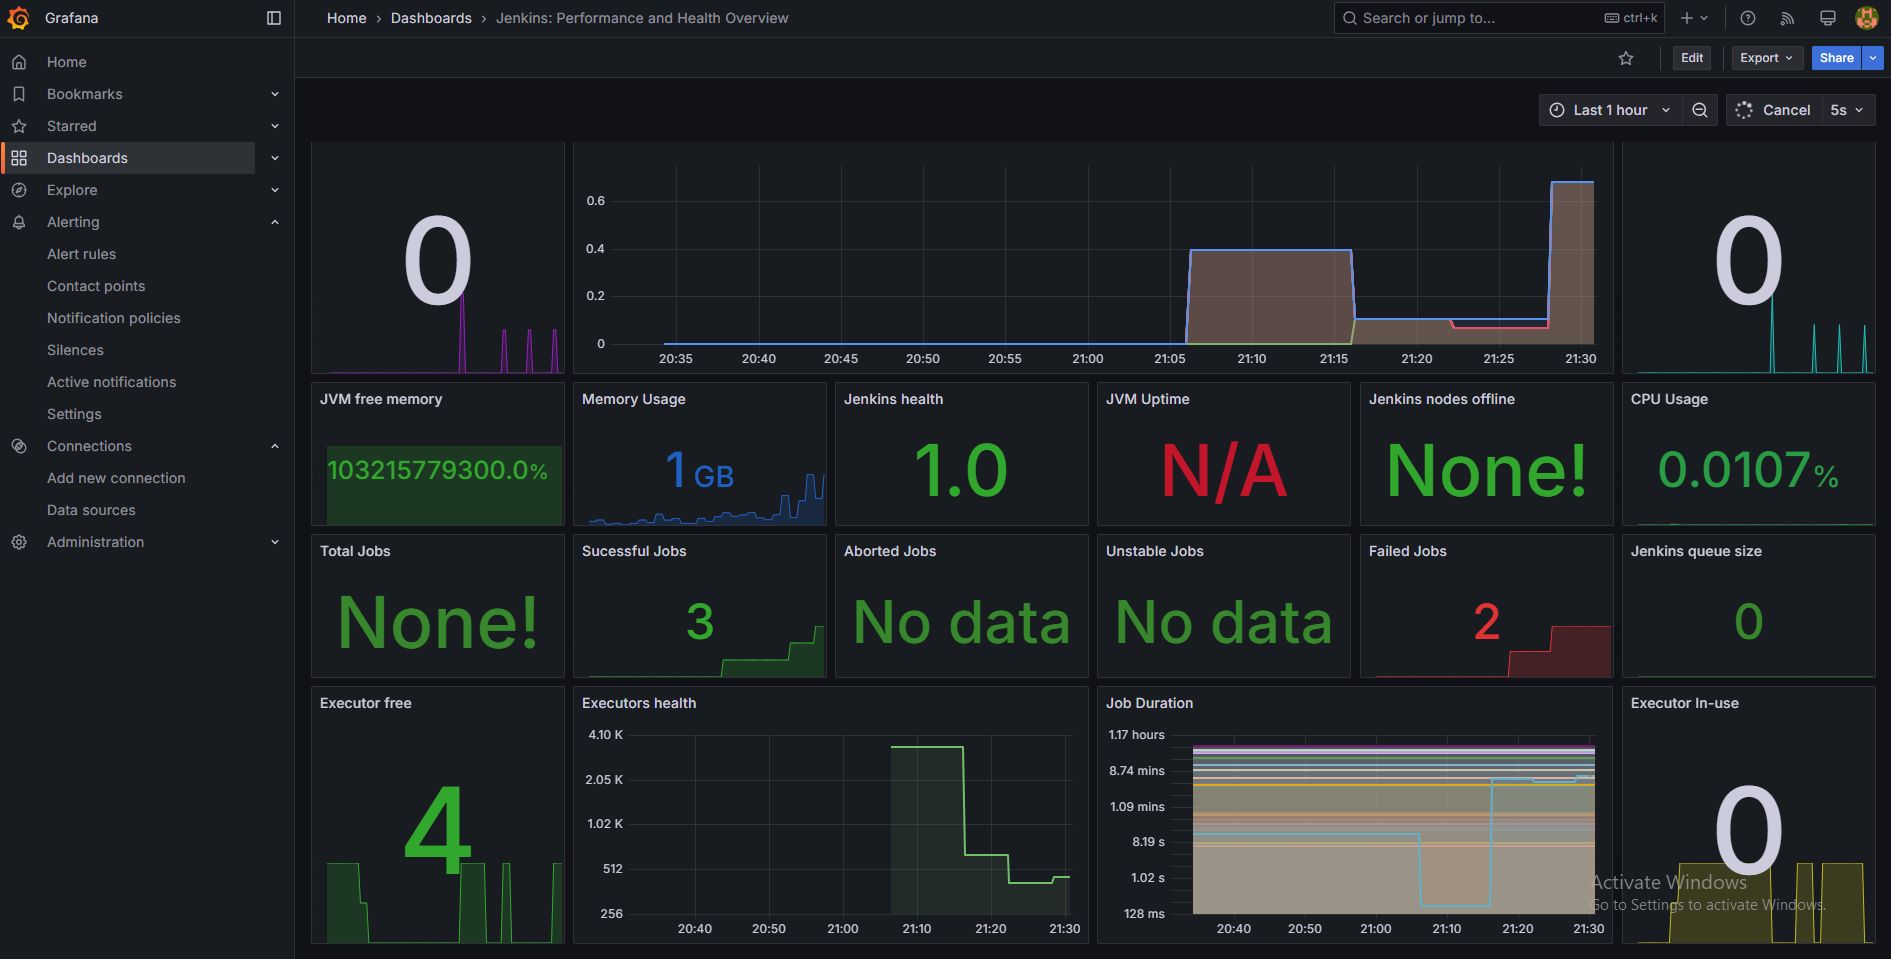 Grafana
Home › Dashboards › Jenkins: Performance and Health Overview
Search or jump to...
ctrl+k
Edit
Export
Share
Home
Bookmarks
Starred
Dashboards
Explore
Alerting
Alert rules
Contact points
Notification policies
Silences
Active notifications
Settings
Connections
Add new connection
Data sources
Administration
Last 1 hour
Cancel
5s
0
0.6
0.4
0.2
0
20:35 20:40 20:45 20:50 20:55 21:00 21:05 21:10 21:15 21:20 21:25 21:30
0
JVM free memory
103215779300.0%
Memory Usage
1 GB
Jenkins health
1.0
JVM Uptime
N/A
Jenkins nodes offline
None!
CPU Usage
0.0107%
Total Jobs
None!
Sucessful Jobs
3
Aborted Jobs
No data
Unstable Jobs
No data
Failed Jobs
2
Jenkins queue size
0
Executor free
4
Executors health
4.10 K
2.05 K
1.02 K
512
256
20:40 20:50 21:00 21:10 21:20 21:30
Job Duration
1.17 hours
8.74 mins
1.09 mins
8.19 s
1.02 s
128 ms
20:40 20:50 21:00 21:10 21:20 21:30
Executor In-use
0
Activate Windows
Go to Settings to activate Windows.